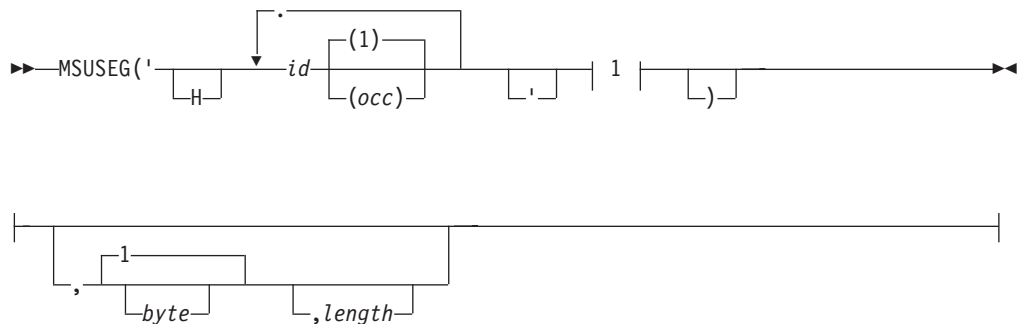 .
(1)
MSUSEG(' H id (occ) ' 1 )
1
, byte ,length